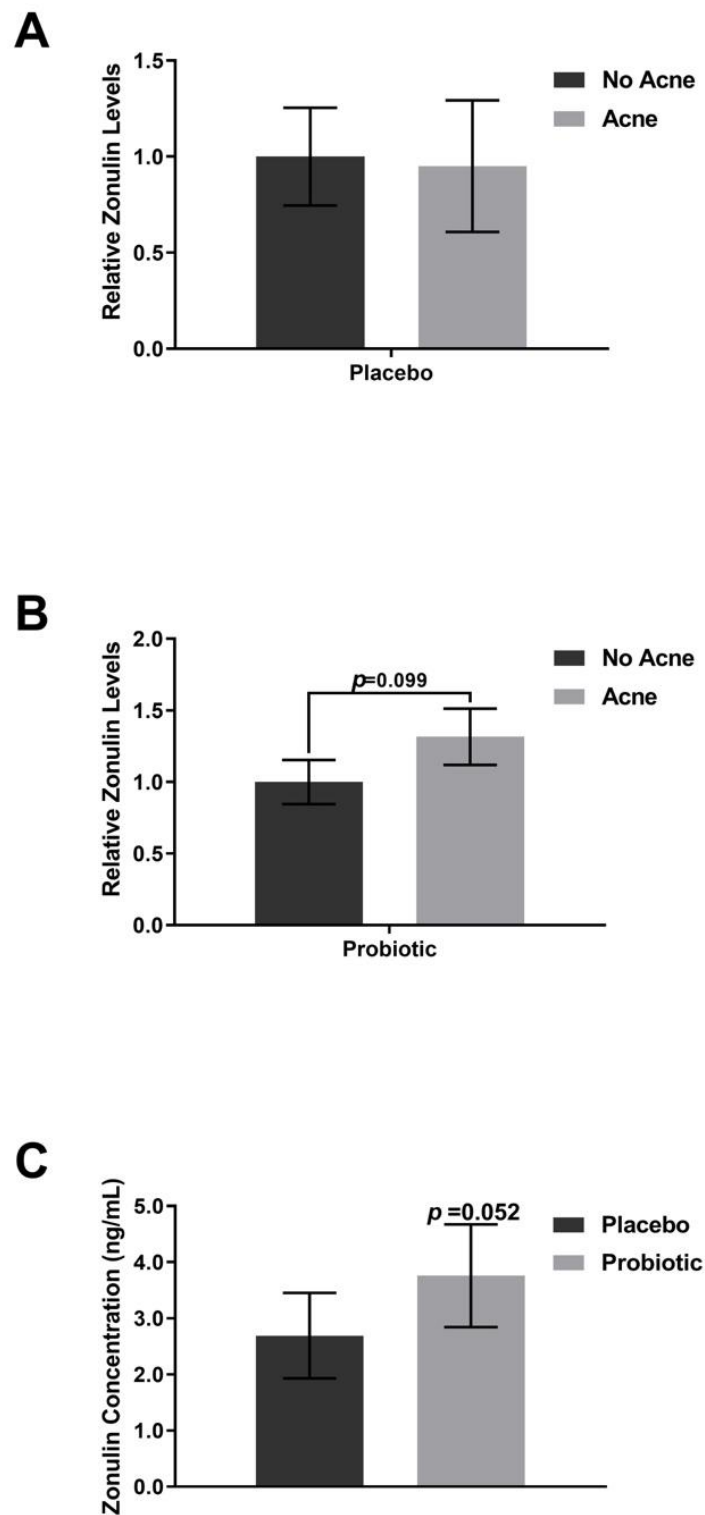 A
Relative Zonulin Levels
1.5
1.0
0.5
0.0
Placebo
No Acne
Acne
B
Relative Zonulin Levels
2.0
1.5
1.0
0.5
0.0
p=0.099
Probiotic
No Acne
Acne
C
Zonulin Concentration (ng/mL)
5.0
4.0
3.0
2.0
1.0
0.0
p =0.052
Placebo
Probiotic